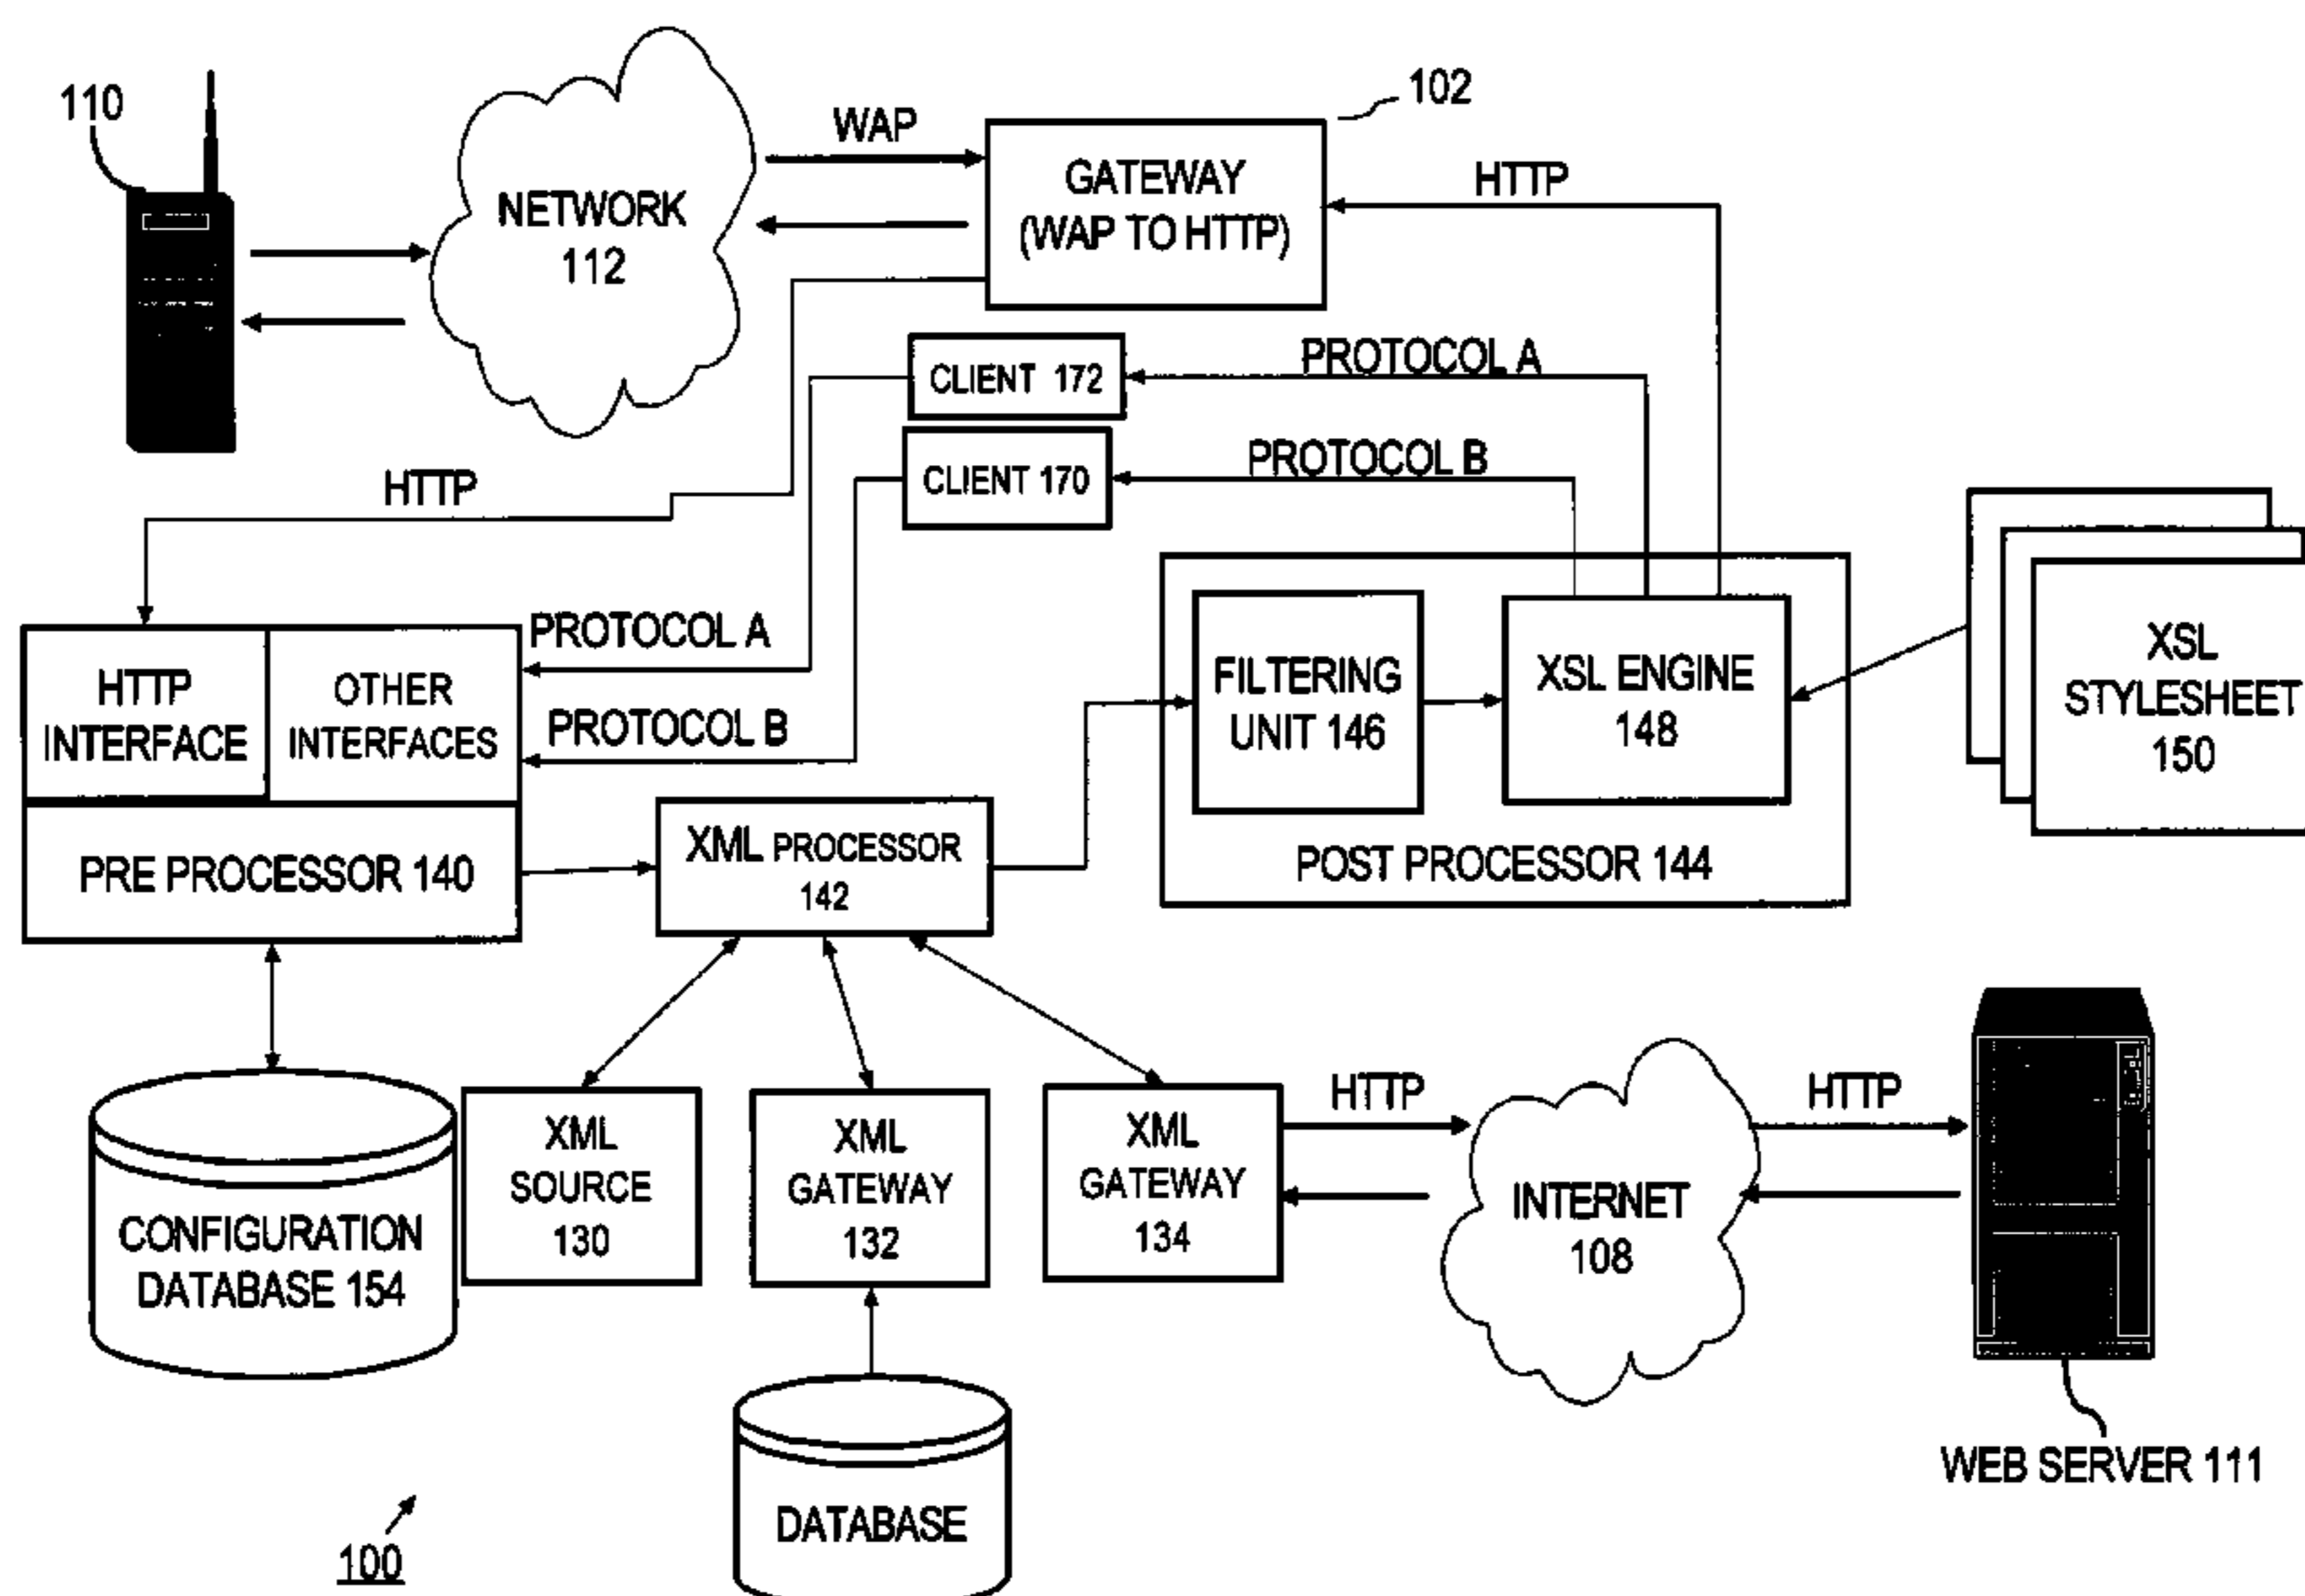 110
102
WAP
NETWORK
112
GATEWAY
(WAP TO HTTP)
HTTP
CLIENT 172
PROTOCOL A
CLIENT 170
PROTOCOL B
HTTP
HTTP
INTERFACE
OTHER
INTERFACES
PROTOCOL A
PROTOCOL B
PRE PROCESSOR 140
XML PROCESSOR
142
FILTERING
UNIT 146
XSL ENGINE
148
POST PROCESSOR 144
XSL
STYLESHEET
150
CONFIGURATION
DATABASE 154
XML
SOURCE
130
XML
GATEWAY
132
XML
GATEWAY
134
HTTP
INTERNET
108
HTTP
WEB SERVER 111
DATABASE
100